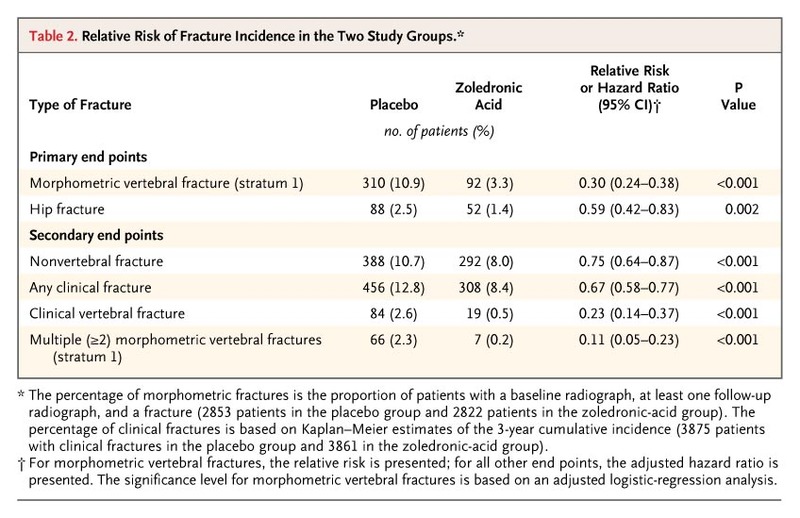 Table 2. Relative Risk of Fracture Incidence in the Two Study Groups.*
Type of Fracture Placebo Zoledronic Acid Relative Risk or Hazard Ratio (95% CI)† P Value
no. of patients (%)
Primary end points
Morphometric vertebral fracture (stratum 1) 310 (10.9) 92 (3.3) 0.30 (0.24–0.38) <0.001
Hip fracture 88 (2.5) 52 (1.4) 0.59 (0.42–0.83) 0.002
Secondary end points
Nonvertebral fracture 388 (10.7) 292 (8.0) 0.75 (0.64–0.87) <0.001
Any clinical fracture 456 (12.8) 308 (8.4) 0.67 (0.58–0.77) <0.001
Clinical vertebral fracture 84 (2.6) 19 (0.5) 0.23 (0.14–0.37) <0.001
Multiple (≥2) morphometric vertebral fractures 66 (2.3) 7 (0.2) 0.11 (0.05–0.23) <0.001
(stratum 1)
* The percentage of morphometric fractures is the proportion of patients with a baseline radiograph, at least one follow-up
radiograph, and a fracture (2853 patients in the placebo group and 2822 patients in the zoledronic-acid group). The
percentage of clinical fractures is based on Kaplan–Meier estimates of the 3-year cumulative incidence (3875 patients
with clinical fractures in the placebo group and 3861 in the zoledronic-acid group).
† For morphometric vertebral fractures, the relative risk is presented; for all other end points, the adjusted hazard ratio is
presented. The significance level for morphometric vertebral fractures is based on an adjusted logistic-regression analysis.